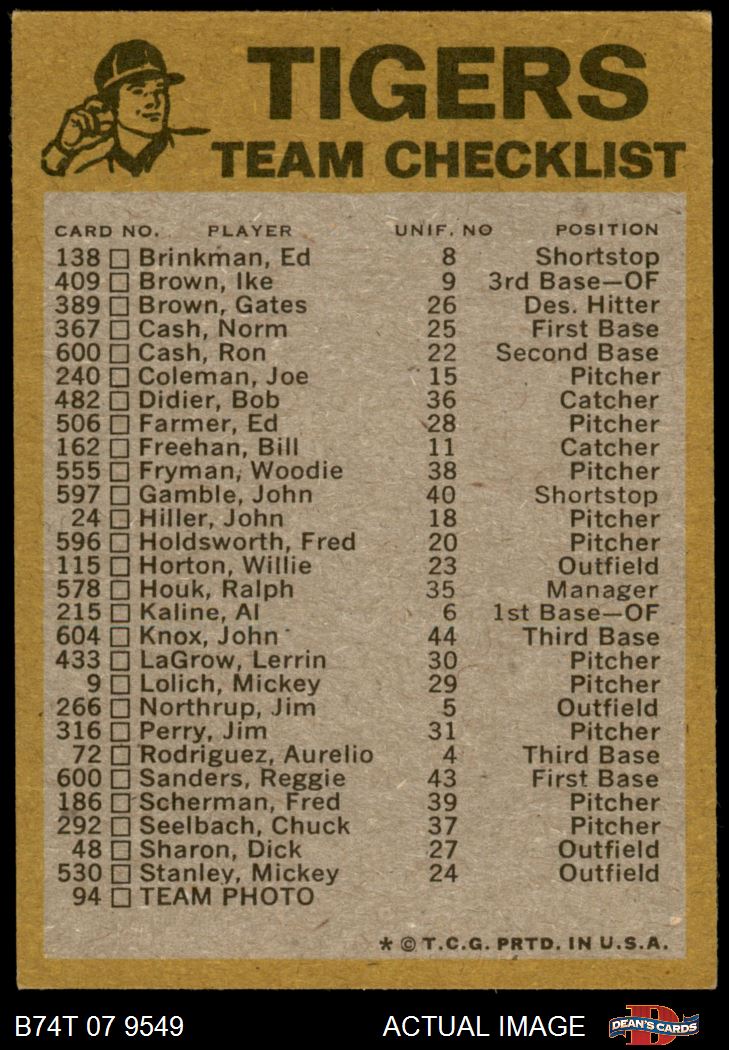 TIGERS
TEAM CHECKLIST
CARD NO. PLAYER UNIF. NO POSITION
138 Brinkman, Ed 8 Shortstop
409 Brown, Ike 9 3rd Base—OF
389 Brown, Gates 26 Des. Hitter
367 Cash, Norm 25 First Base
600 Cash, Ron 22 Second Base
240 Coleman, Joe 15 Pitcher
482 Didier, Bob 36 Catcher
506 Farmer, Ed 28 Pitcher
162 Freehan, Bill 11 Catcher
555 Fryman, Woodie 38 Pitcher
597 Gamble, John 40 Shortstop
24 Hiller, John 18 Pitcher
596 Holdsworth, Fred 20 Pitcher
115 Horton, Willie 23 Outfield
578 Houk, Ralph 35 Manager
215 Kaline, Al 6 1st Base—OF
604 Knox, John 44 Third Base
433 LaGrow, Lerrin 30 Pitcher
9 Lolich, Mickey 29 Pitcher
266 Northrup, Jim 5 Outfield
316 Perry, Jim 31 Pitcher
72 Rodriguez, Aurelio 4 Third Base
600 Sanders, Reggie 43 First Base
186 Scherman, Fred 39 Pitcher
292 Seelbach, Chuck 37 Pitcher
48 Sharon, Dick 27 Outfield
530 Stanley, Mickey 24 Outfield
94 TEAM PHOTO
* © T.C.G. PRTD. IN U.S.A.
B74T 07 9549 ACTUAL IMAGE DEAN'S CARDS